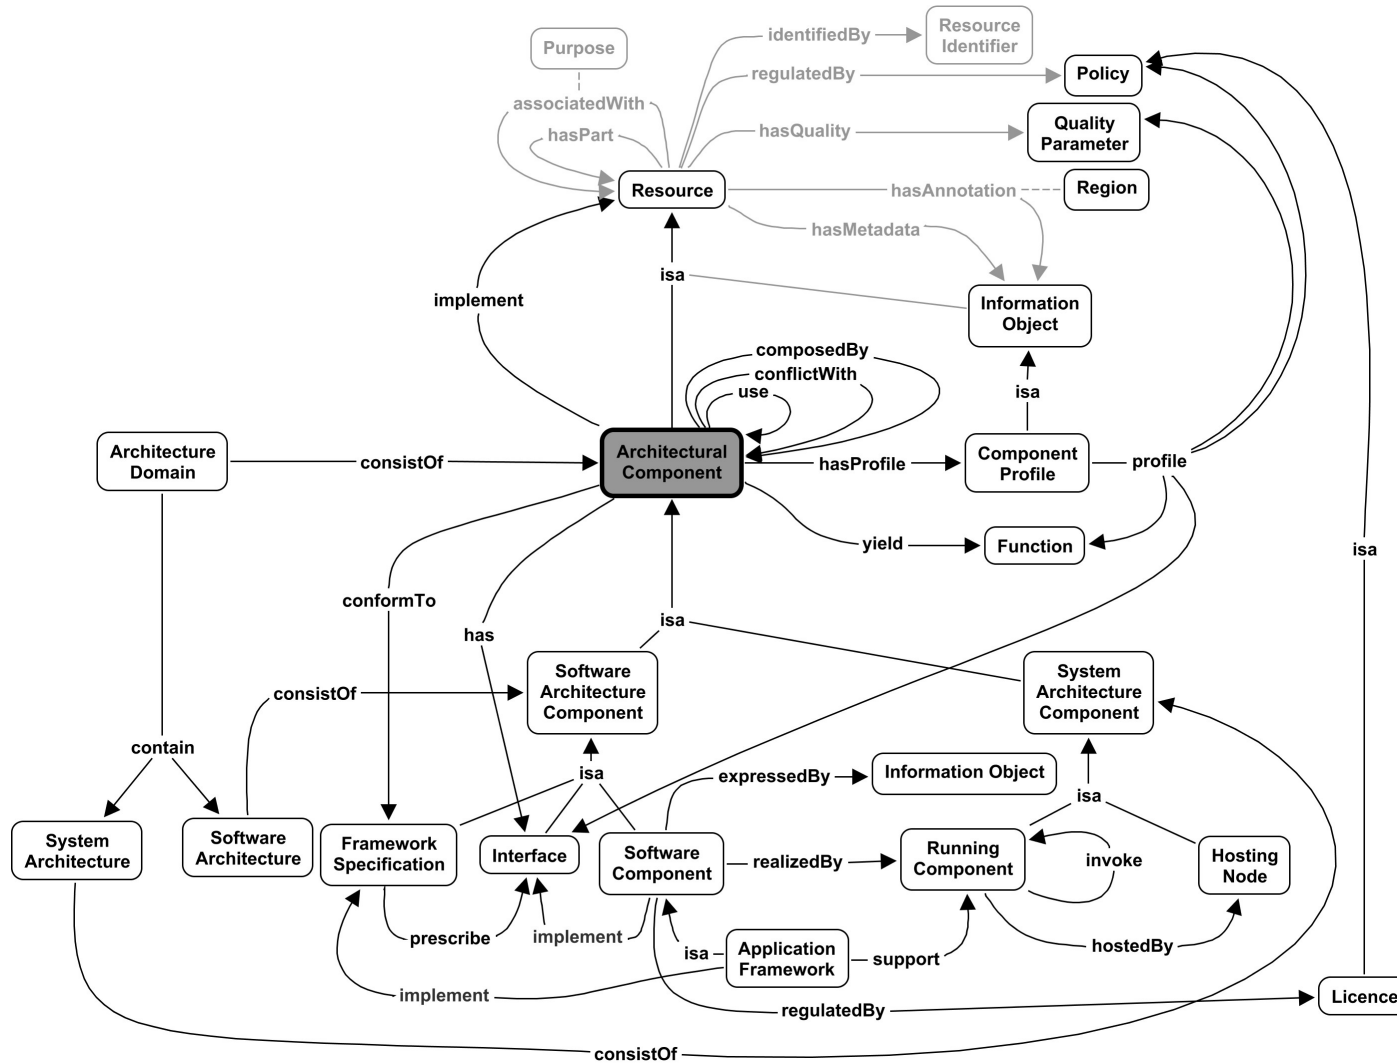 identifiedBy
Resource
Identifier
Purpose
regulatedBy
Policy
associatedWith
hasPart
hasQuality
Quality
Parameter
Resource
hasAnnotation
Region
hasMetadata
isa
implement
Information
Object
composedBy
conflictWith
use
isa
Architecture
Domain
consistOf
Architectural
Component
hasProfile
Component
Profile
profile
yield
Function
isa
conformTo
has
isa
Software
Architecture
Component
System
Architecture
Component
consistOf
contain
isa
expressedBy
Information Object
isa
System
Architecture
Software
Architecture
Framework
Specification
Interface
Software
Component
realizedBy
Running
Component
invoke
Hosting
Node
prescribe
implement
isa
Application
Framework
support
hostedBy
implement
regulatedBy
Licence
consistOf